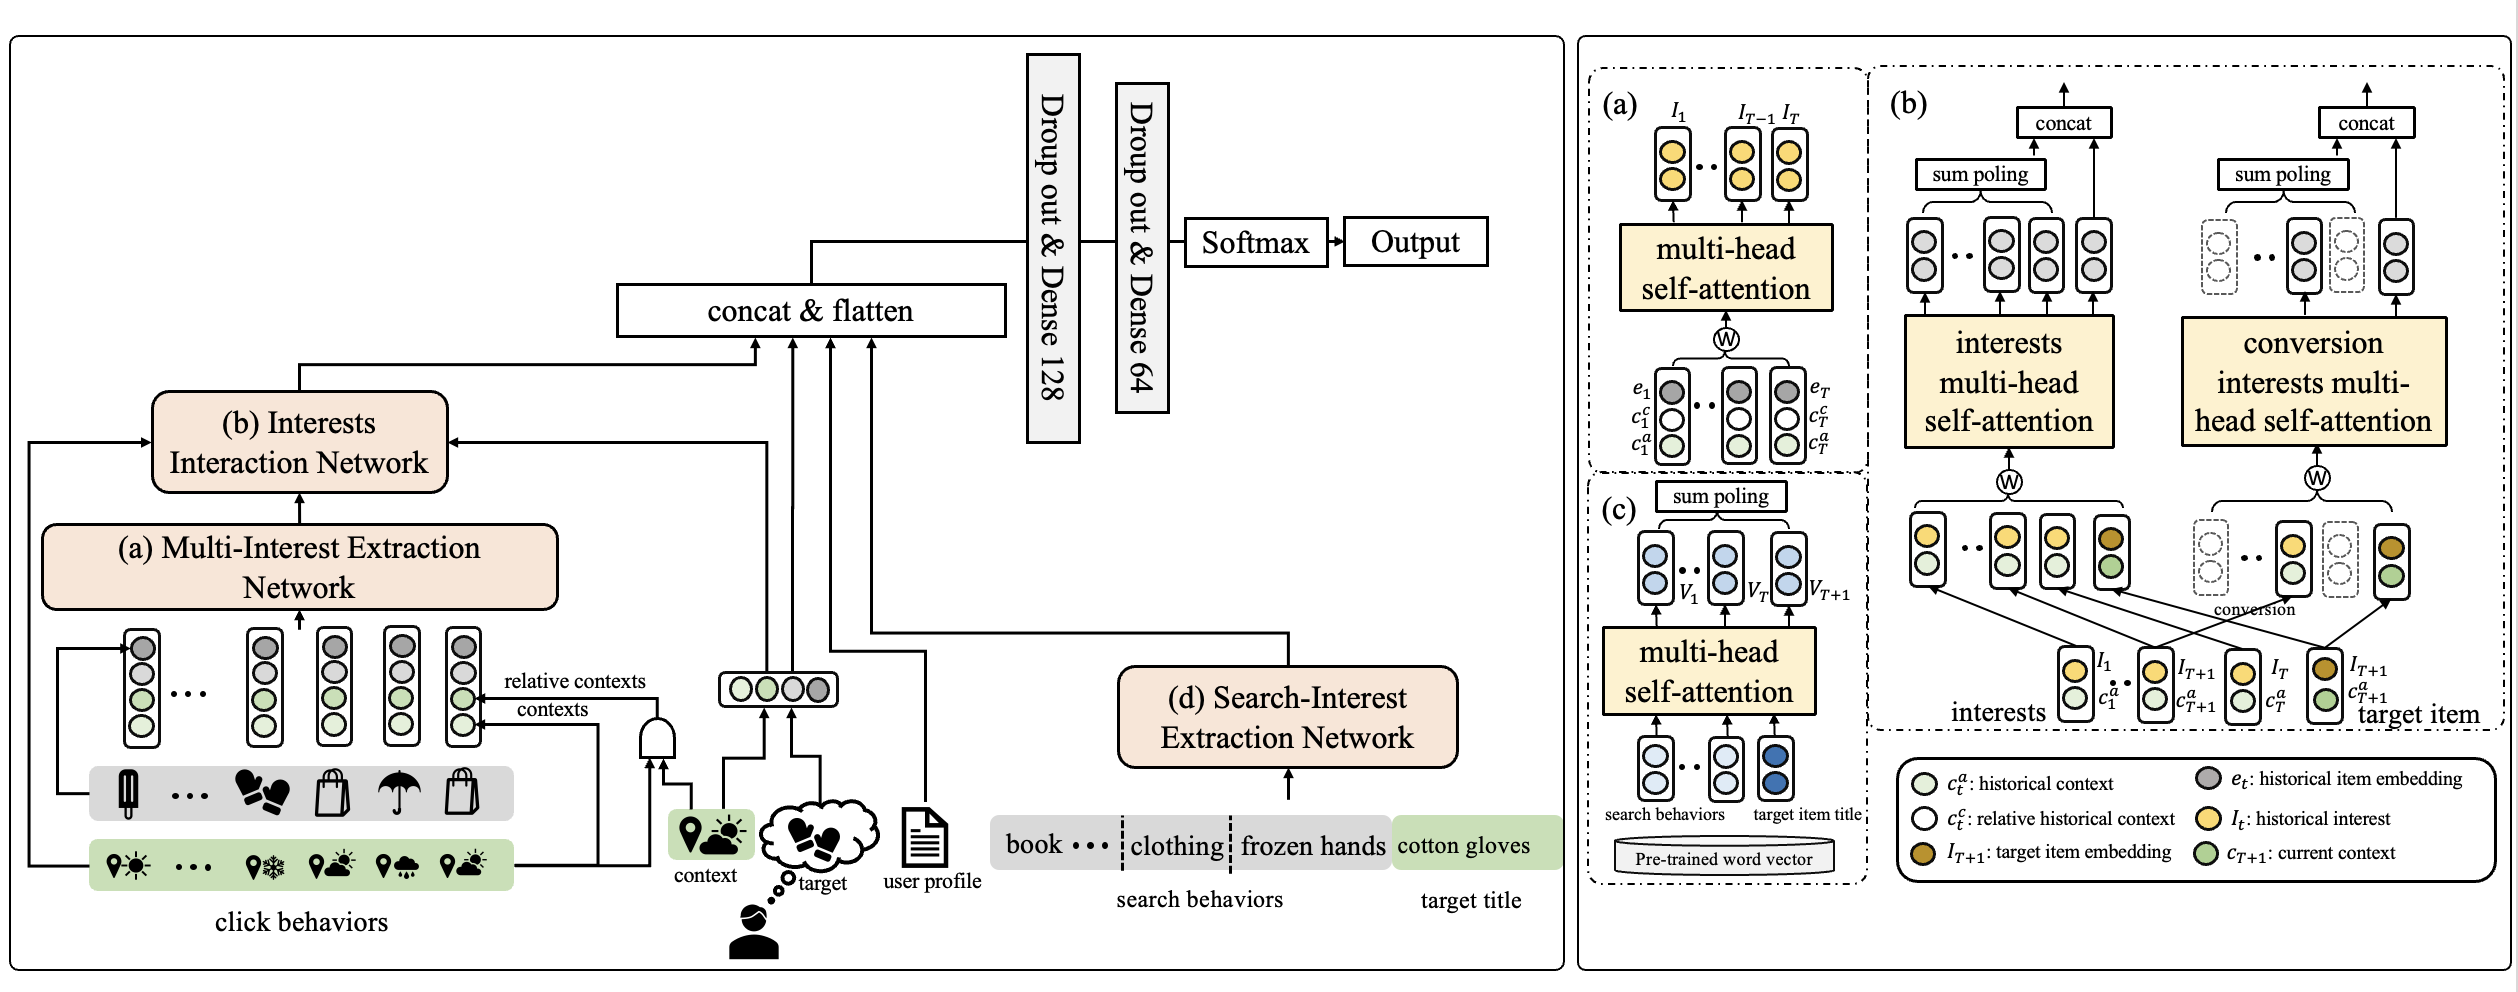 Droup out & Dense 128
Droup out & Dense 64
Softmax
Output
concat & flatten
(b) Interests
Interaction Network
(a) Multi-Interest Extraction
Network
relative contexts
contexts
(d) Search-Interest
Extraction Network
context
target
user profile
book ••• clothing frozen hands cotton gloves
search behaviors
target title
click behaviors
(a)
I_1 I_{T−1} I_T
multi-head
self-attention
W
e_1 e_T
c_1^c c_T^c
c_1^a c_T^a
(c)
sum poling
V_1 V_T V_{T+1}
multi-head
self-attention
search behaviors target item title
Pre-trained word vector
(b)
concat
concat
sum poling
sum poling
interests
multi-head
self-attention
conversion
interests multi-
head self-attention
W
W
conversion
I_1 I_{T+1} I_T I_{T+1}
c_1^a c_{T+1}^a c_T^a c_{T+1}^a
interests
target item
c_t^a: historical context
e_t: historical item embedding
c_t^c: relative historical context
I_t: historical interest
I_{T+1}: target item embedding
c_{T+1}: current context